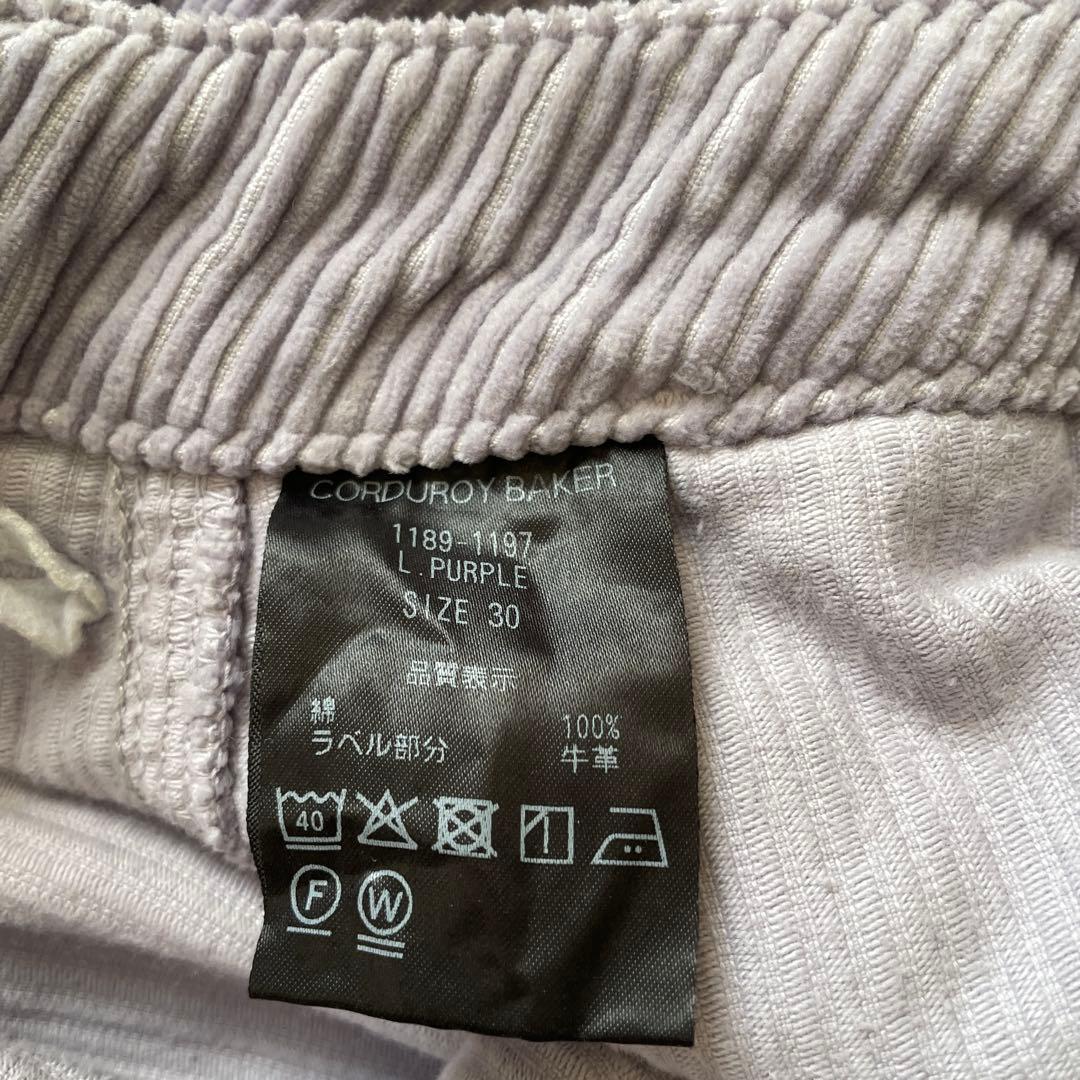 CORDUROY BAKER
1189-1197
L.PURPLE
SIZE 30
品質表示
綿 100%
ラベル部分 牛革
40
F W